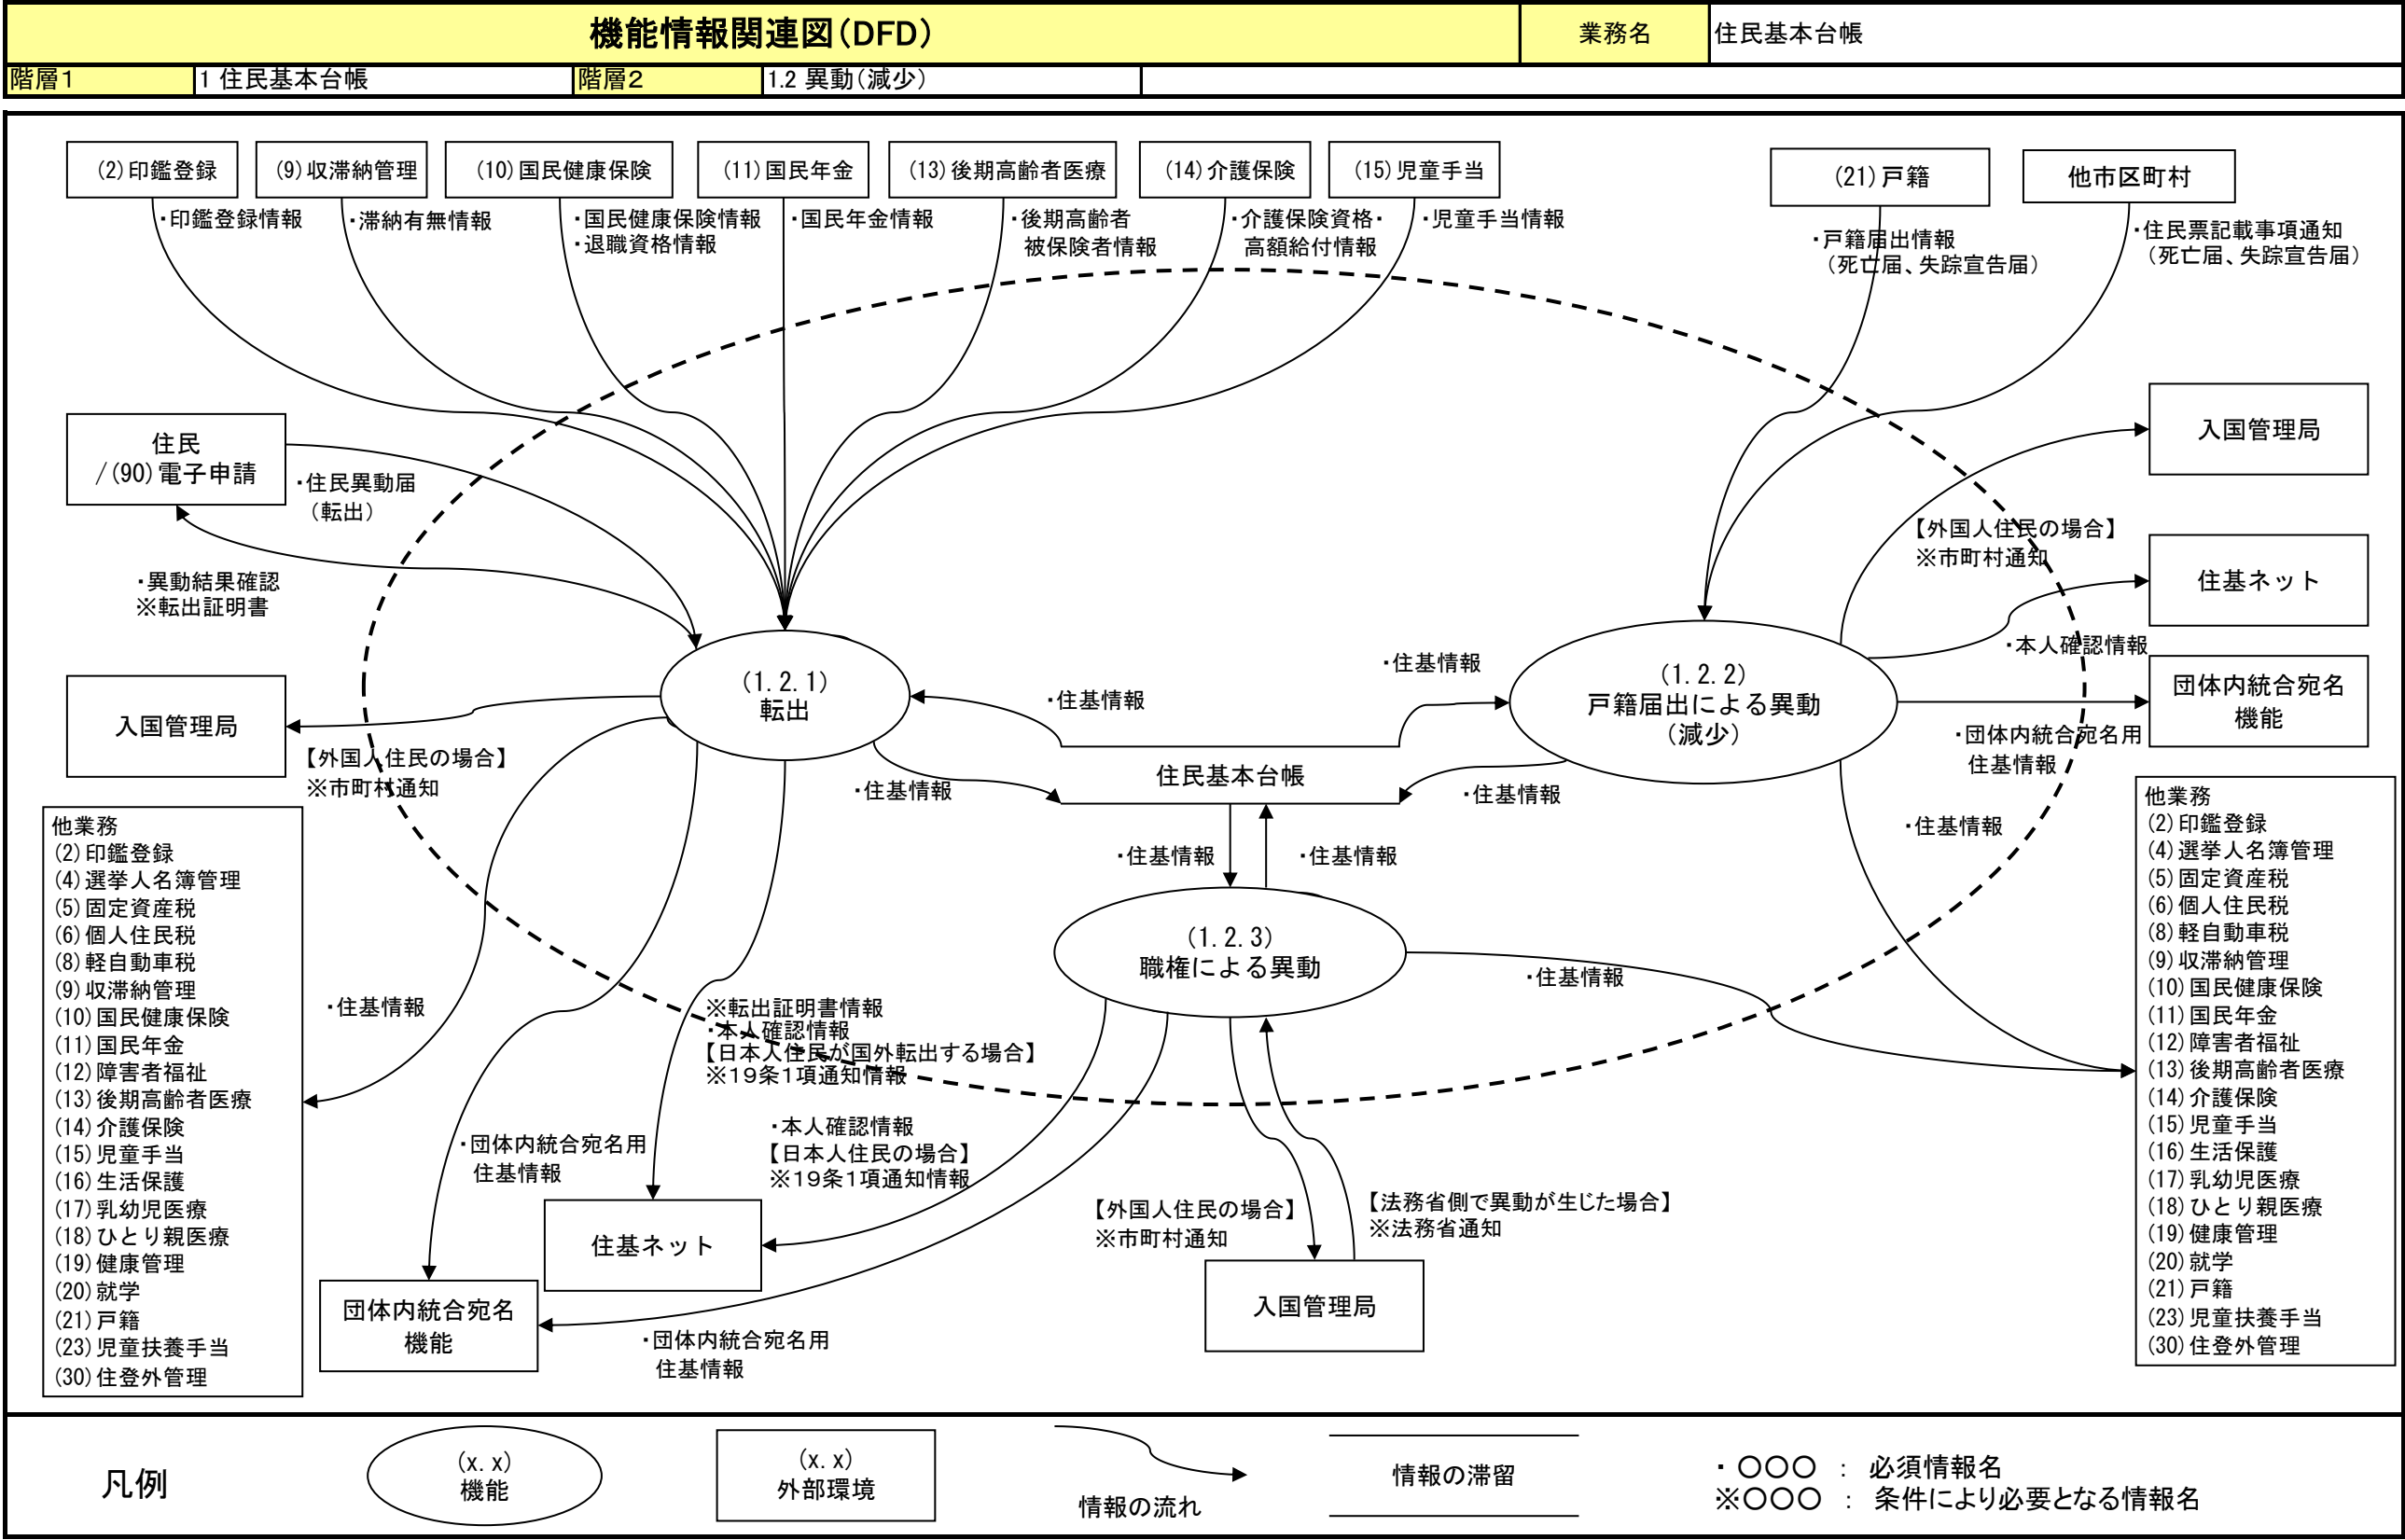 機能情報関連図(DFD)
業務名
住民基本台帳
階層１
1 住民基本台帳
階層２
1.2 異動(減少)
(2)印鑑登録
(9)収滞納管理
(10)国民健康保険
(11)国民年金
(13)後期高齢者医療
(14)介護保険
(15)児童手当
(21)戸籍
他市区町村
・印鑑登録情報
・滞納有無情報
・国民健康保険情報
・退職資格情報
・国民年金情報
・後期高齢者
被保険者情報
・介護保険資格・
高額給付情報
・児童手当情報
・戸籍届出情報
(死亡届、失踪宣告届)
・住民票記載事項通知
(死亡届、失踪宣告届)
住民
/(90)電子申請
・住民異動届
(転出)
・異動結果確認
※転出証明書
入国管理局
【外国人住民の場合】
※市町村通知
住基ネット
・本人確認情報
団体内統合宛名
機能
・団体内統合宛名用
住基情報
(1.2.1)
転出
・住基情報
・住基情報
(1.2.2)
戸籍届出による異動
(減少)
入国管理局
【外国人住民の場合】
※市町村通知
住民基本台帳
・住基情報
・住基情報
・住基情報
・住基情報
・住基情報
(1.2.3)
職権による異動
・住基情報
・住基情報
他業務
(2)印鑑登録
(4)選挙人名簿管理
(5)固定資産税
(6)個人住民税
(8)軽自動車税
(9)収滞納管理
(10)国民健康保険
(11)国民年金
(12)障害者福祉
(13)後期高齢者医療
(14)介護保険
(15)児童手当
(16)生活保護
(17)乳幼児医療
(18)ひとり親医療
(19)健康管理
(20)就学
(21)戸籍
(23)児童扶養手当
(30)住登外管理
※転出証明書情報
・本人確認情報
【日本人住民が国外転出する場合】
※１９条１項通知情報
・団体内統合宛名用
住基情報
・本人確認情報
【日本人住民の場合】
※１９条１項通知情報
住基ネット
団体内統合宛名
機能
・団体内統合宛名用
住基情報
【外国人住民の場合】
※市町村通知
【法務省側で異動が生じた場合】
※法務省通知
入国管理局
他業務
(2)印鑑登録
(4)選挙人名簿管理
(5)固定資産税
(6)個人住民税
(8)軽自動車税
(9)収滞納管理
(10)国民健康保険
(11)国民年金
(12)障害者福祉
(13)後期高齢者医療
(14)介護保険
(15)児童手当
(16)生活保護
(17)乳幼児医療
(18)ひとり親医療
(19)健康管理
(20)就学
(21)戸籍
(23)児童扶養手当
(30)住登外管理
凡例
(x.x)
機能
(x.x)
外部環境
情報の流れ
情報の滞留
・ 〇〇〇 : 必須情報名
※〇〇〇 : 条件により必要となる情報名